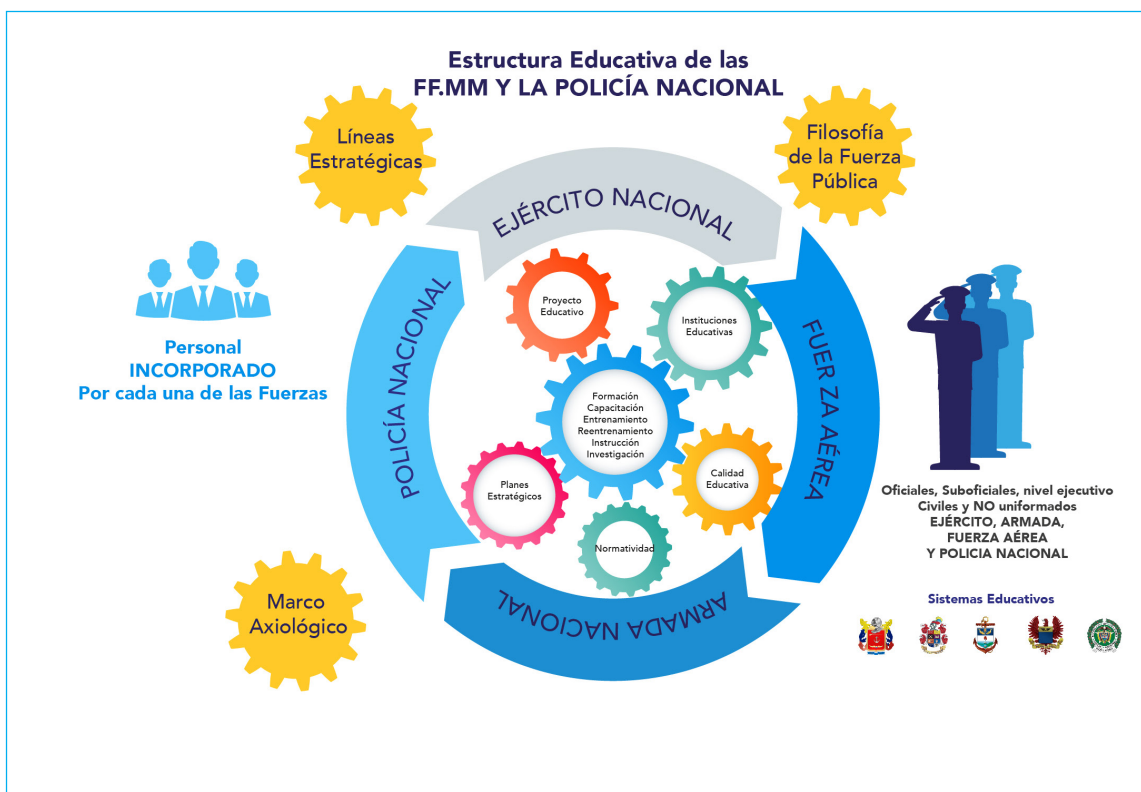 Estructura Educativa de las
FF.MM Y LA POLICÍA NACIONAL
Líneas
Estratégicas
Filosofía
de la Fuerza
Pública
EJÉRCITO NACIONAL
Personal
INCORPORADO
Por cada una de las Fuerzas
POLICÍA NACIONAL
FUERZA AÉREA
Proyecto
Educativo
Instituciones
Educativas
Formación
Capacitación
Entrenamiento
Reentrenamiento
Instrucción
Investigación
Planes
Estratégicos
Calidad
Educativa
Normatividad
ARMADA NACIONAL
Marco
Axiológico
Oficiales, Suboficiales, nivel ejecutivo
Civiles y NO uniformados
EJÉRCITO, ARMADA,
FUERZA AÉREA
Y POLICIA NACIONAL
Sistemas Educativos